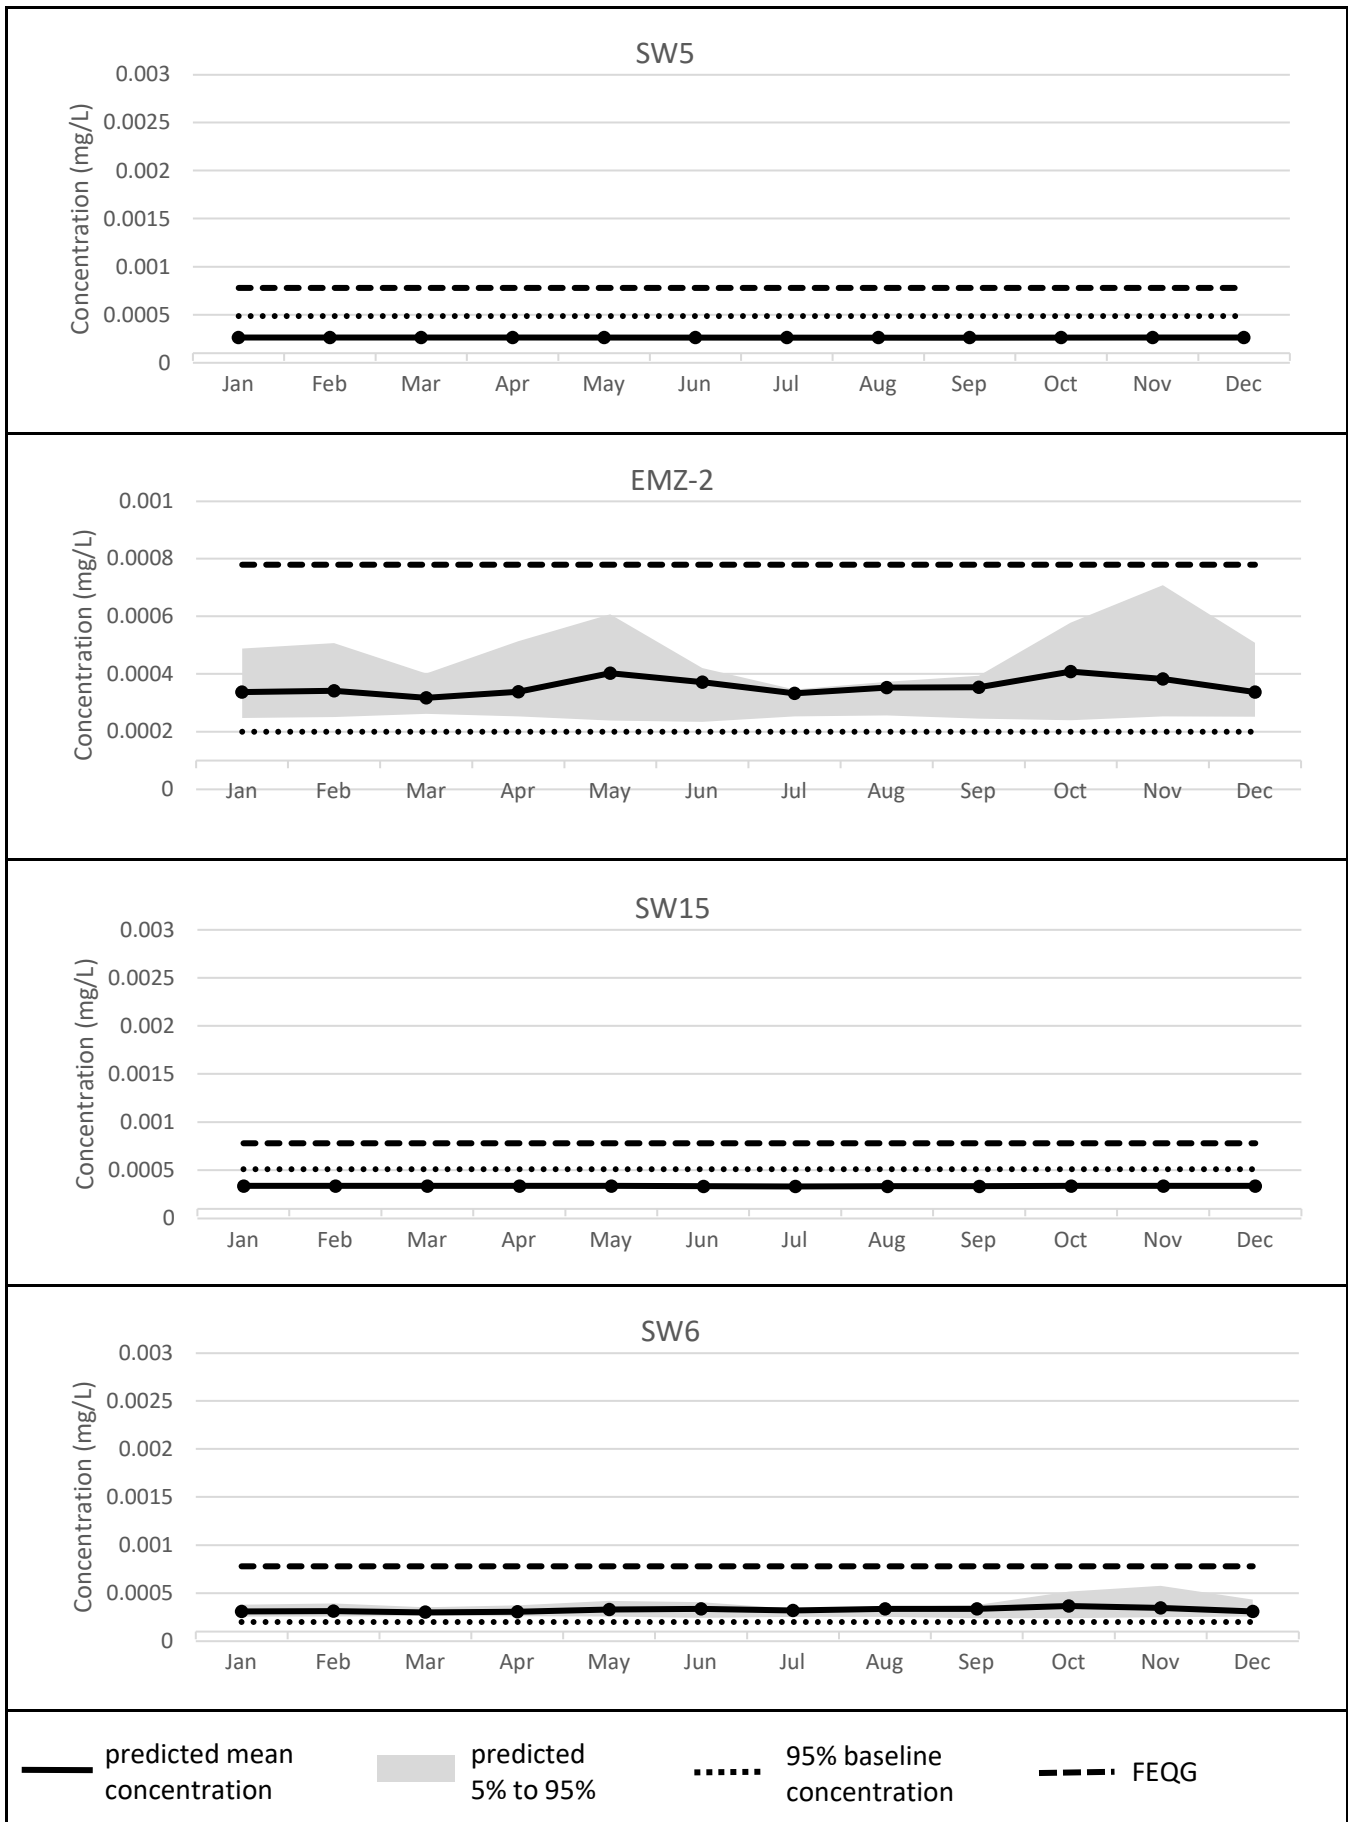 SW5
Concentration (mg/L)
0.003
0.0025
0.002
0.0015
0.001
0.0005
0
Jan Feb Mar Apr May Jun Jul Aug Sep Oct Nov Dec
EMZ-2
Concentration (mg/L)
0.001
0.0008
0.0006
0.0004
0.0002
0
Jan Feb Mar Apr May Jun Jul Aug Sep Oct Nov Dec
SW15
Concentration (mg/L)
0.003
0.0025
0.002
0.0015
0.001
0.0005
0
Jan Feb Mar Apr May Jun Jul Aug Sep Oct Nov Dec
SW6
Concentration (mg/L)
0.003
0.0025
0.002
0.0015
0.001
0.0005
0
Jan Feb Mar Apr May Jun Jul Aug Sep Oct Nov Dec
predicted mean
concentration
predicted
5% to 95%
95% baseline
concentration
FEQG